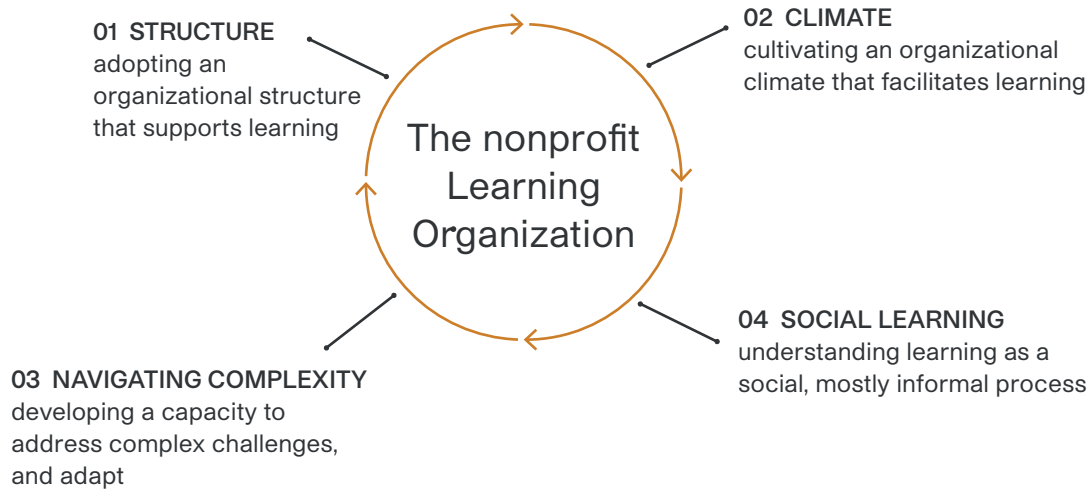 01 STRUCTURE
adopting an
organizational structure
that supports learning
02 CLIMATE
cultivating an organizational
climate that facilitates learning
The nonprofit
Learning
Organization
03 NAVIGATING COMPLEXITY
developing a capacity to
address complex challenges,
and adapt
04 SOCIAL LEARNING
understanding learning as a
social, mostly informal process